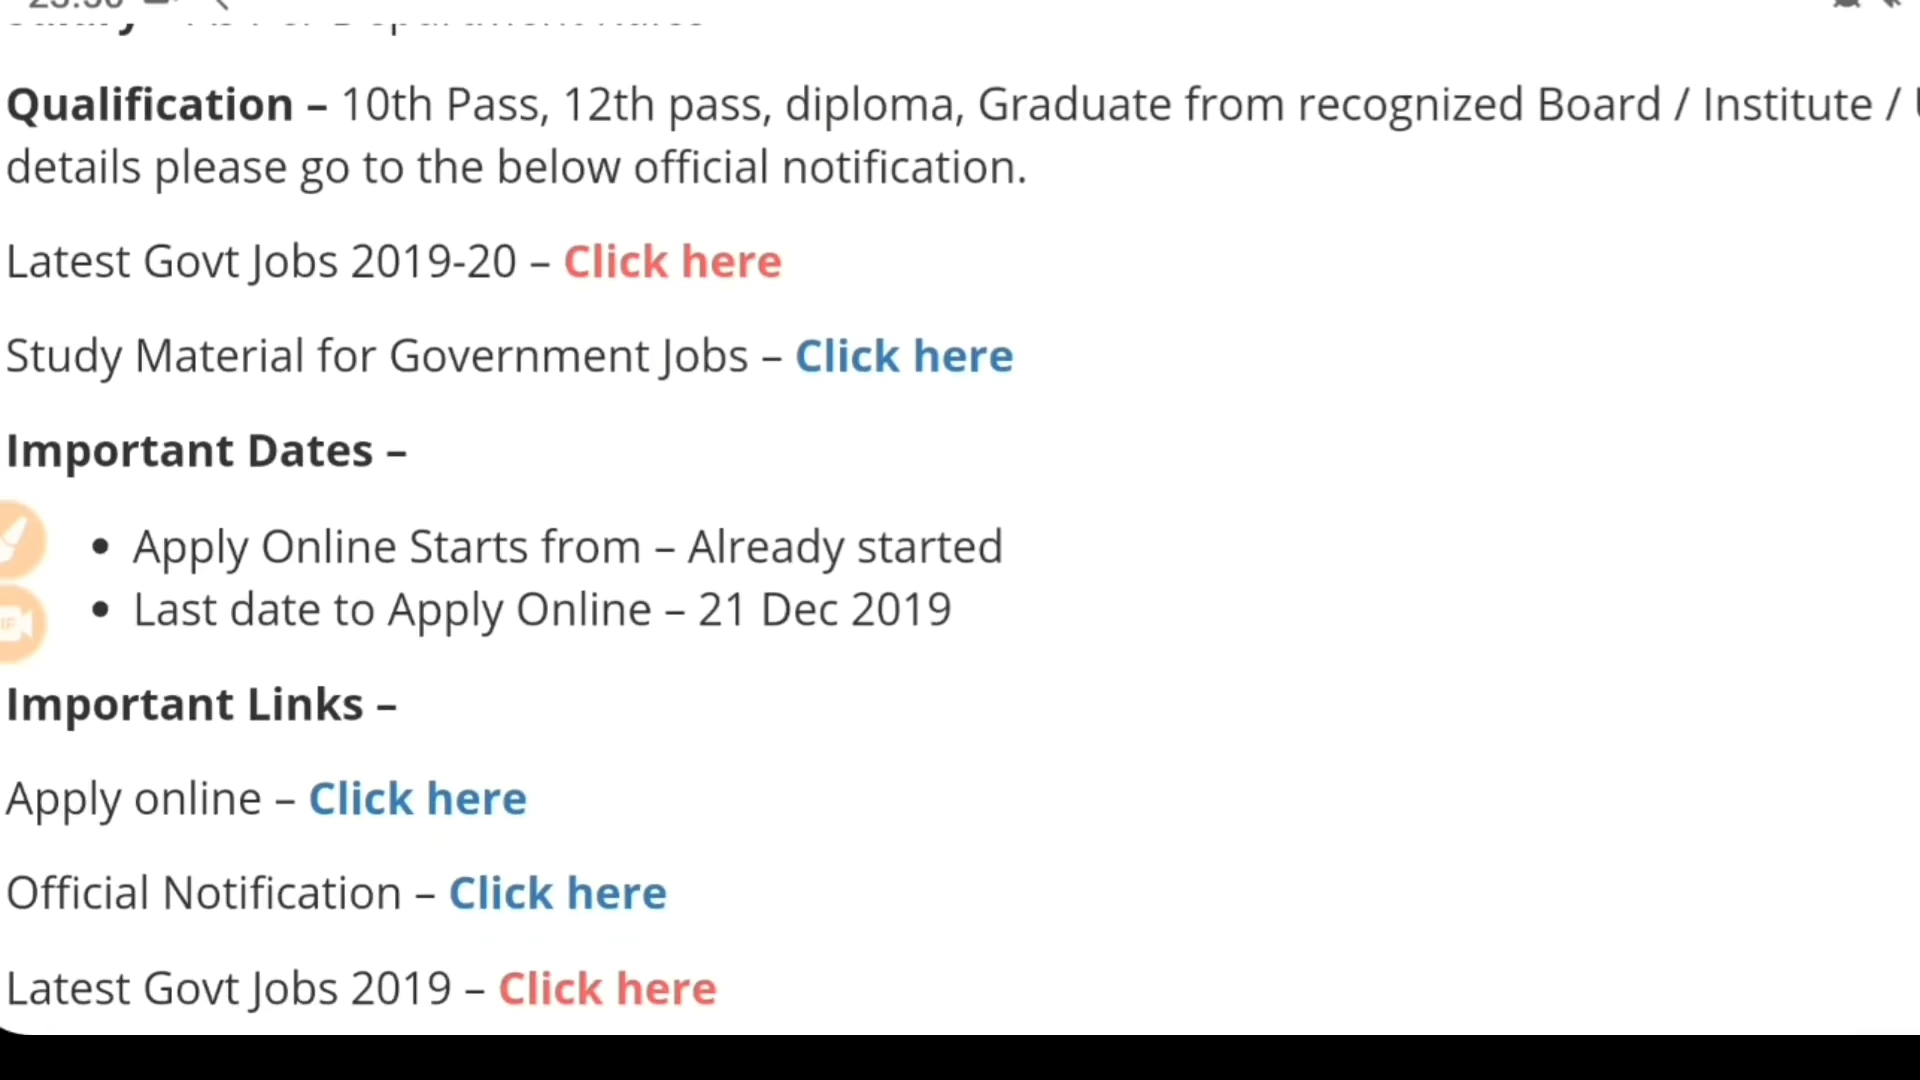 Qualification – 10th Pass, 12th pass, diploma, Graduate from recognized Board / Institute /
details please go to the below official notification.
Latest Govt Jobs 2019-20 – Click here
Study Material for Government Jobs – Click here
Important Dates –
• Apply Online Starts from – Already started
• Last date to Apply Online – 21 Dec 2019
Important Links –
Apply online – Click here
Official Notification – Click here
Latest Govt Jobs 2019 – Click here